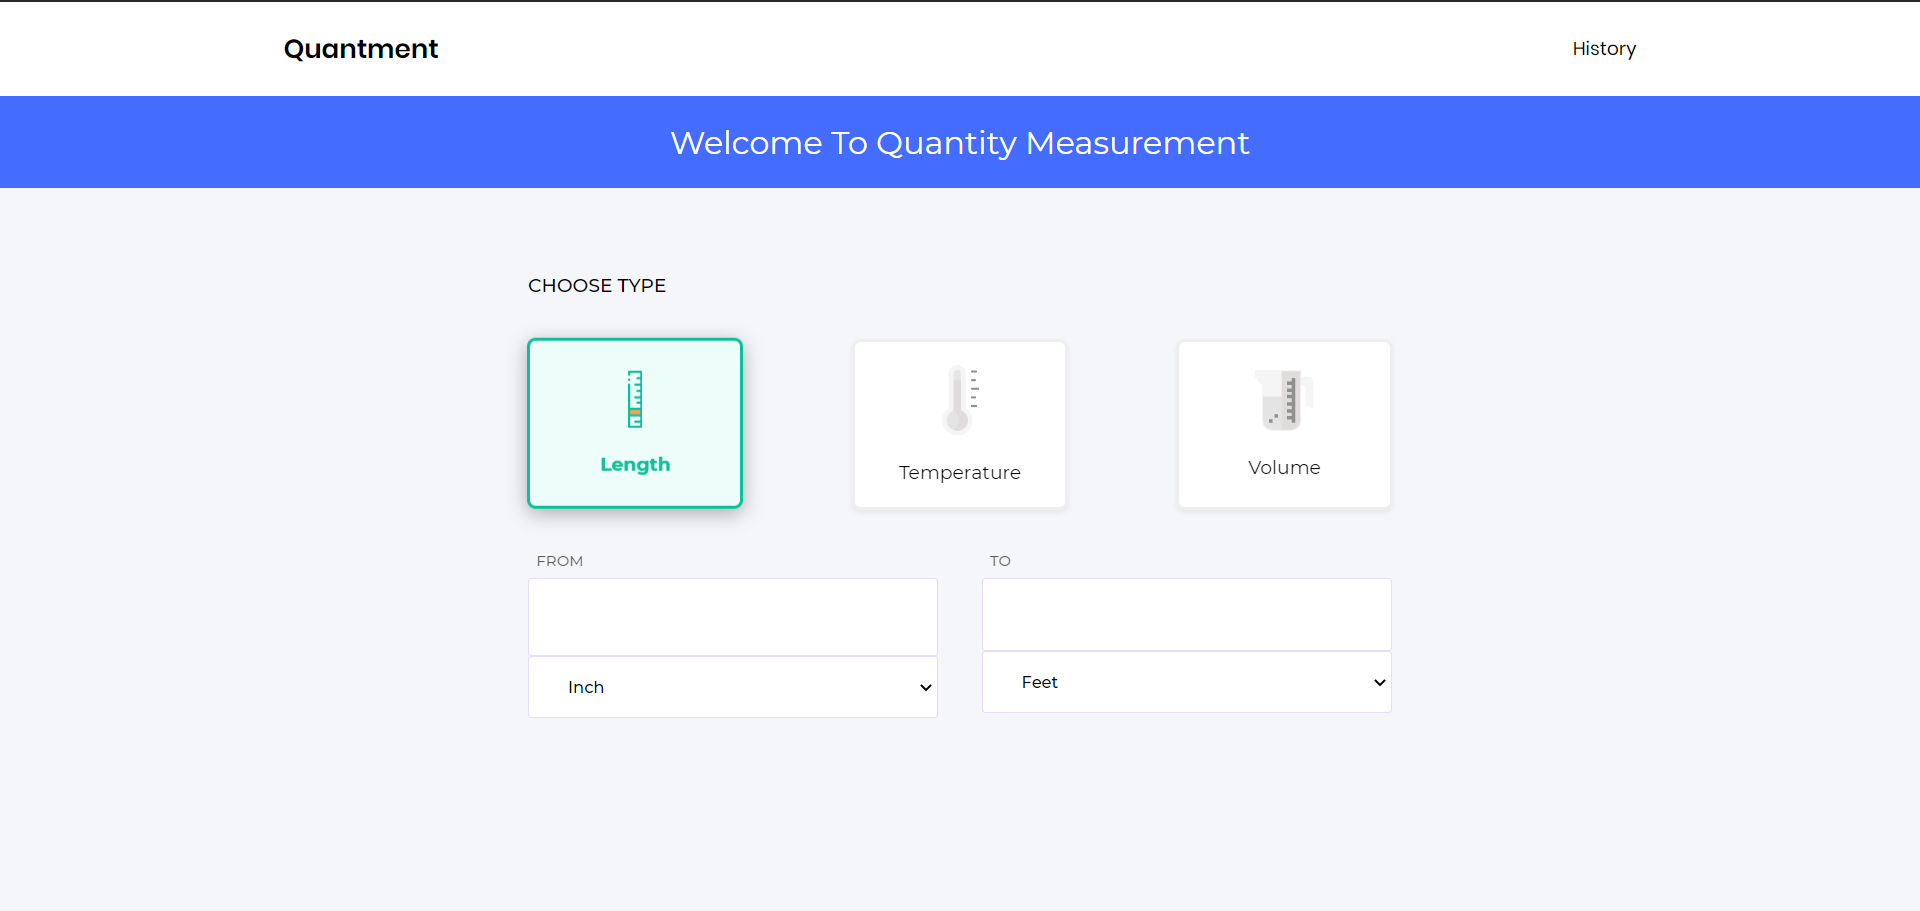 Quantment
History
Welcome To Quantity Measurement
CHOOSE TYPE
Length
Temperature
Volume
FROM
TO
Inch
Feet